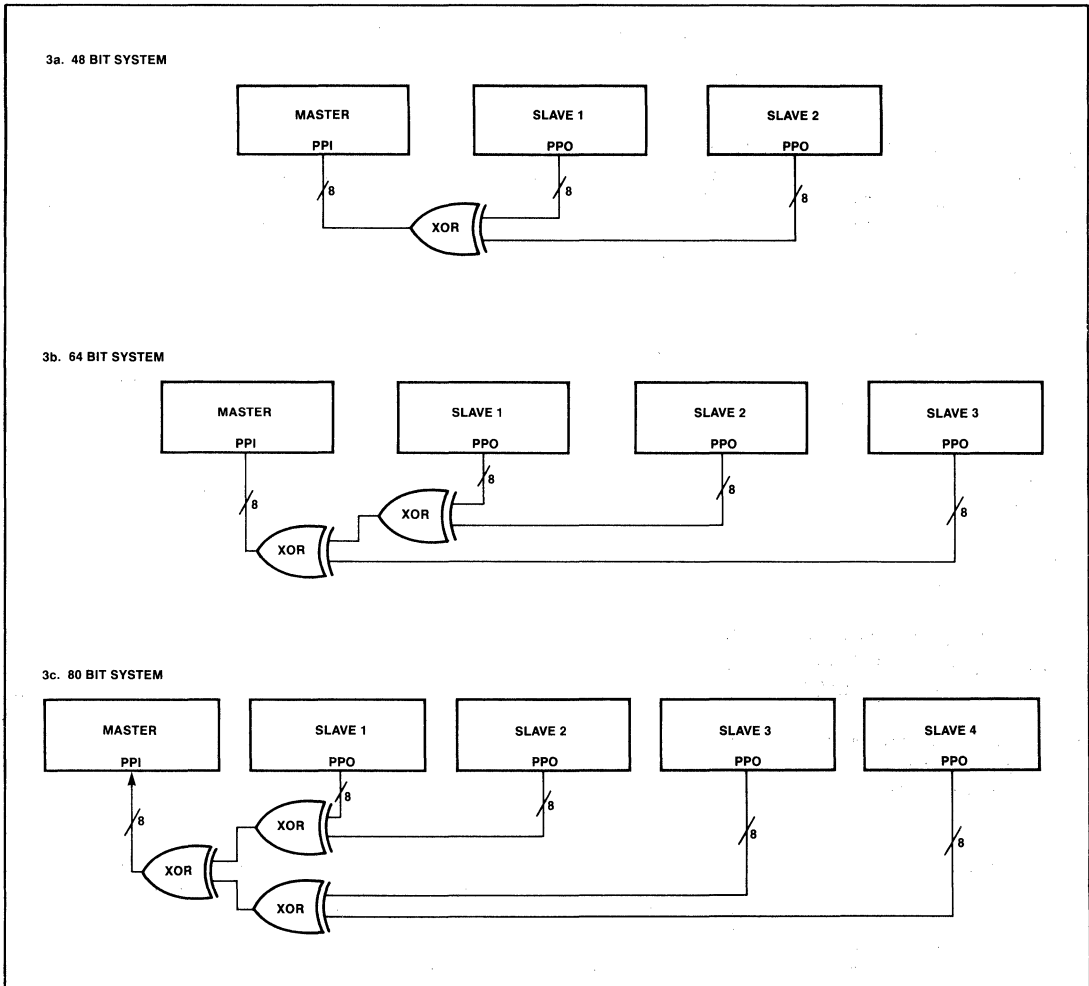 3a. 48 BIT SYSTEM
MASTER
PPI
SLAVE 1
PPO
SLAVE 2
PPO
8
8
8
XOR
3b. 64 BIT SYSTEM
MASTER
PPI
SLAVE 1
PPO
SLAVE 2
PPO
SLAVE 3
PPO
8
8
8
8
XOR
XOR
3c. 80 BIT SYSTEM
MASTER
PPI
SLAVE 1
PPO
SLAVE 2
PPO
SLAVE 3
PPO
SLAVE 4
PPO
8
8
8
8
8
XOR
XOR
XOR